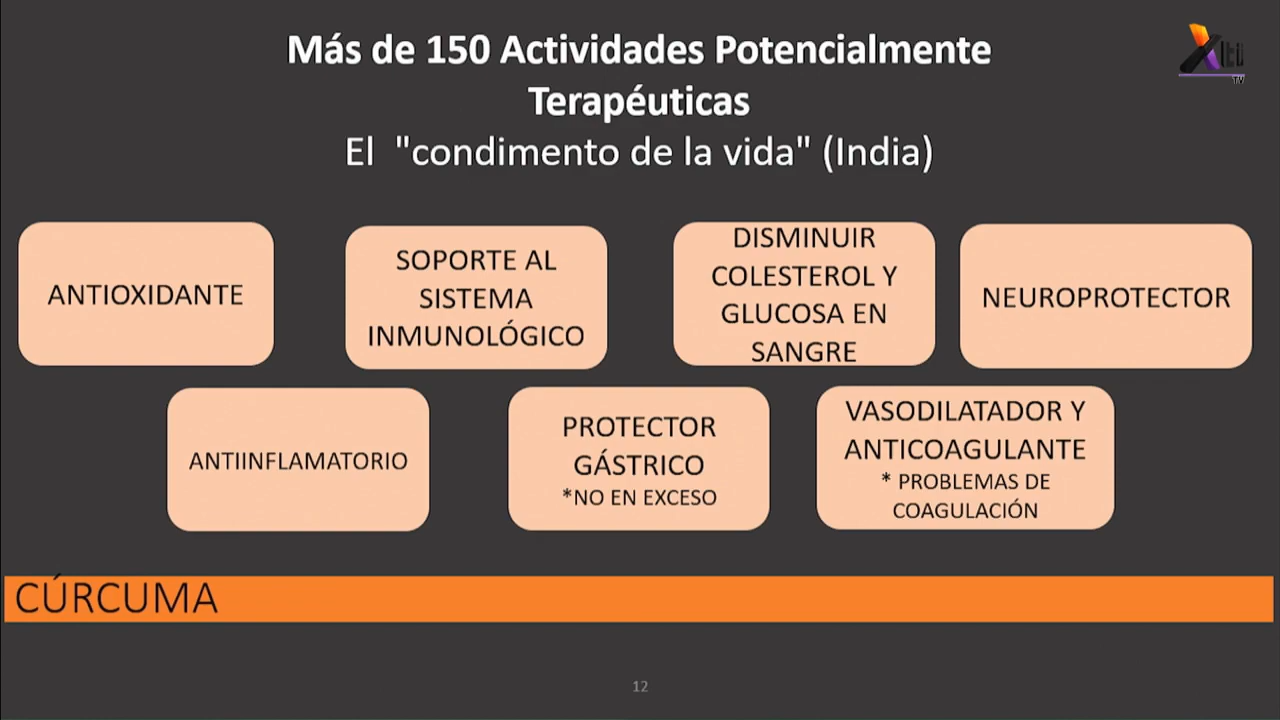 Más de 150 Actividades Potencialmente
Terapéuticas
El "condimento de la vida" (India)
ANTIOXIDANTE
SOPORTE AL
SISTEMA
INMUNOLÓGICO
DISMINUIR
COLESTEROL Y
GLUCOSA EN
SANGRE
NEUROPROTECTOR
ANTIINFLAMATORIO
PROTECTOR
GÁSTRICO
*NO EN EXCESO
VASODILATADOR Y
ANTICOAGULANTE
* PROBLEMAS DE
COAGULACIÓN
CÚRCUMA
12
TV